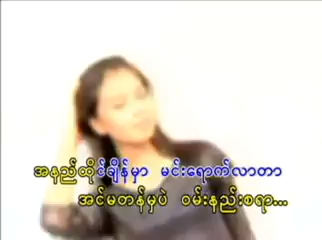 အနည်ထိုင်ချိန်မှာ မင်းရောက်လာတာ
အင်မတန်မှပဲ ဝမ်းနည်းစရာ...